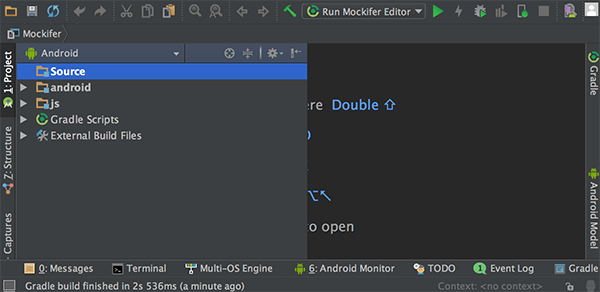 Run Mockifer Editor
Mockifer
Android
Source
android
js
Gradle Scripts
External Build Files
1: Project
Z: Structure
Captures
ere Double ⇧
⌥↖
to open
Gradle
Android Model
0: Messages Terminal Multi-OS Engine 6: Android Monitor TODO 1 Event Log Gradle
Gradle build finished in 2s 536ms (a minute ago) Context: <no context>